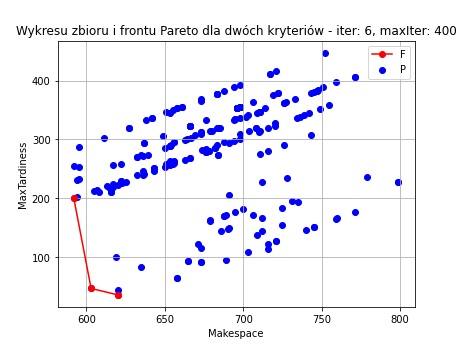 Wykresu zbioru i frontu Pareto dla dwóch kryteriów - iter: 6, maxIter: 400
F
P
400
300
200
100
MaxTardiness
600
650
700
750
800
Makespace